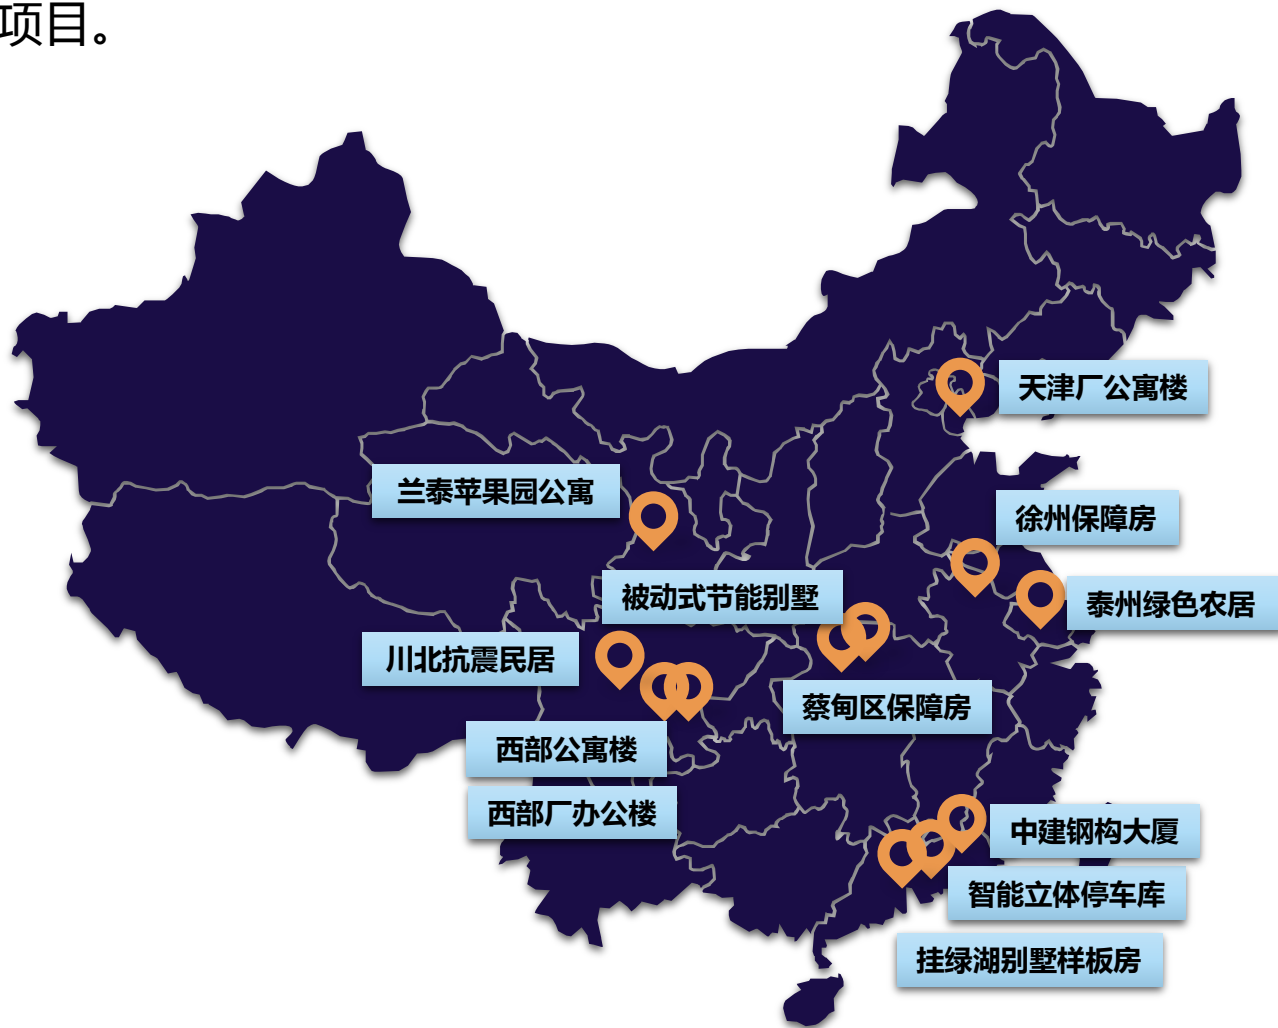 项目。
天津厂公寓楼
兰泰苹果园公寓
徐州保障房
被动式节能别墅
泰州绿色农居
川北抗震民居
蔡甸区保障房
西部公寓楼
西部厂办公楼
中建钢构大厦
智能立体停车库
挂绿湖别墅样板房